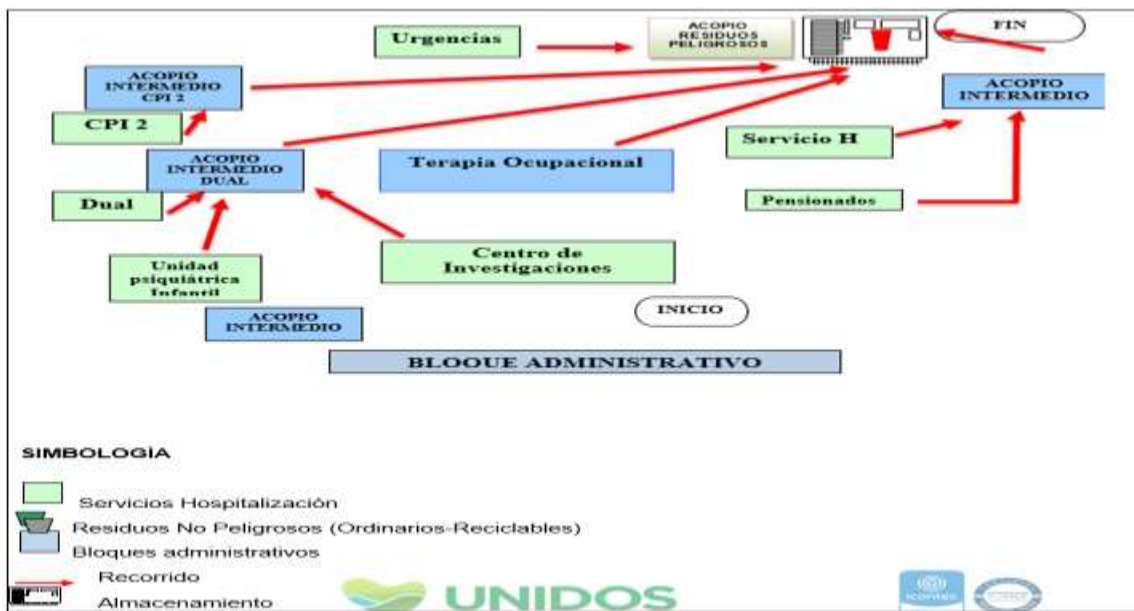 Urgencias
ACOPIO
RESIDUOS
PELIGROSOS
FIN
ACOPIO
INTERMEDIO
CPI 2
ACOPIO
INTERMEDIO
CPI 2
ACOPIO
INTERMEDIO
DUAL
Terapia Ocupacional
Servicio H
Dual
Pensionados
Unidad
psiquiátrica
Infantil
Centro de
Investigaciones
ACOPIO
INTERMEDIO
INICIO
BLOQUE ADMINISTRATIVO
SIMBOLOGÌA
Servicios Hospitalización
Residuos No Peligrosos (Ordinarios-Reciclables)
Bloques administrativos
Recorrido
Almacenamiento
UNIDOS
icontec